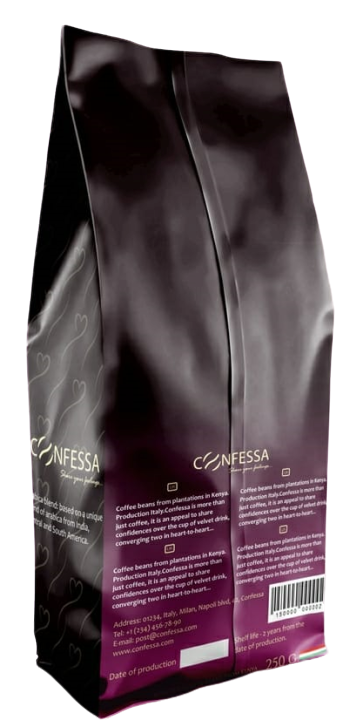 CONFESSA
Share your feelings
blend: based on a unique
of arabica from india,
and South America.
CONFESSA
Share your feelings
Coffee beans from plantations in Kenya.
Production Italy.Confessa is more than
just coffee, it is an appeal to share
confidences over the cup of velvet drink,
converging two in heart-to-heart...
Coffee beans from plantations in Kenya.
Production Italy.Confessa is more than
just coffee, it is an appeal to share
confidences over the cup of velvet drink,
converging two in heart-to-heart...
Coffee beans from plantations in Kenya.
Production Italy.Confessa is more than
just coffee, it is an appeal to share
confidences over the cup of velvet drink,
converging two in heart-to-heart...
Coffee beans from plantations in Kenya.
Production Italy.Confessa is more than
just coffee, it is an appeal to share
confidences over the cup of velvet drink,
converging two in heart-to-heart...
Address: 01234, Italy, Milan, Napoli blvd, Confessa
Tel: +1 (234) 456-78-90
E-mail: post@confessa.com
www.confessa.com
Date of production
Shelf life - 2 years from the
date of production.
250 G